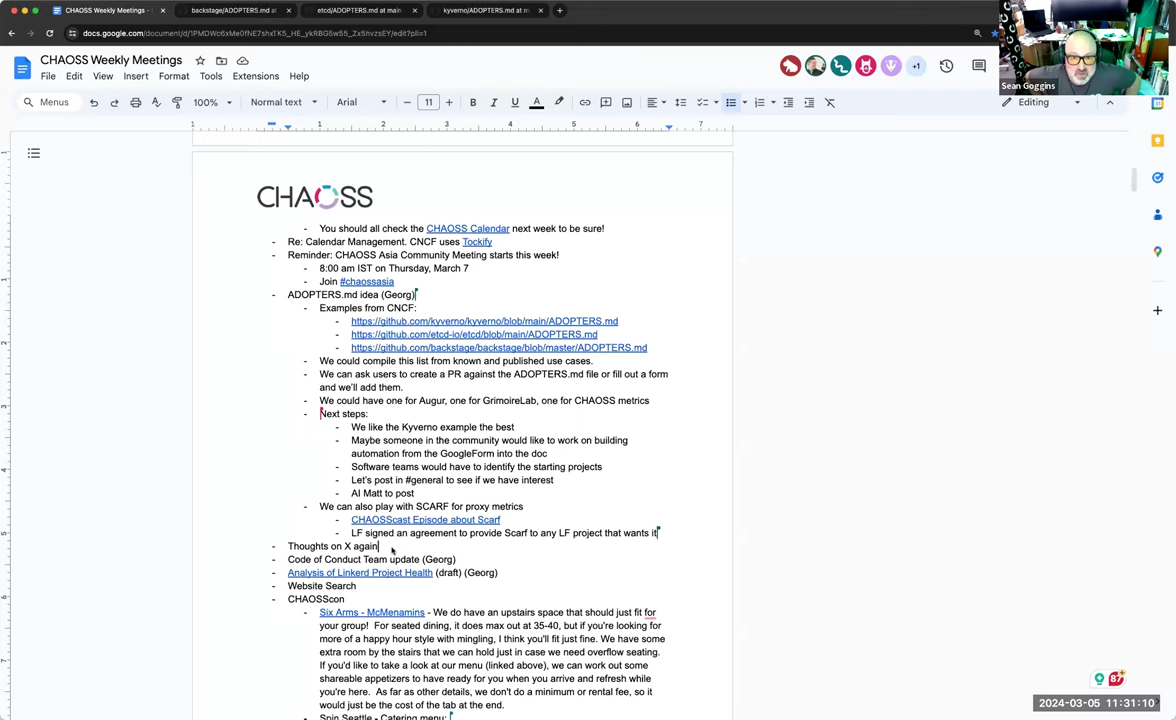 CHAOSS Weekly Meetings -
backstage/ADOPTERS.md at
etcd/ADOPTERS.md at main
kyverno/ADOPTERS.md at m
CHAOSS Weekly Meetings
File Edit View Insert Format Tools Extensions Help
+1
Sean Goggins
Menus
100%
Normal text
Arial
11
B I U A
Editing
1 1 2 3 4 5 6 7
CHAOSS
- You should all check the CHAOSS Calendar next week to be sure!
- Re: Calendar Management. CNCF uses Tockify
- Reminder: CHAOSS Asia Community Meeting starts this week!
- 8:00 am IST on Thursday, March 7
- Join #chaossasia
- ADOPTERS.md idea (Georg)
- Examples from CNCF:
- https://github.com/kyverno/kyverno/blob/main/ADOPTERS.md
- https://github.com/etcd-io/etcd/blob/main/ADOPTERS.md
- https://github.com/backstage/backstage/blob/master/ADOPTERS.md
- We could compile this list from known and published use cases.
- We can ask users to create a PR against the ADOPTERS.md file or fill out a form
and we'll add them.
- We could have one for Augur, one for GrimoireLab, one for CHAOSS metrics
- Next steps:
- We like the Kyverno example the best
- Maybe someone in the community would like to work on building
automation from the GoogleForm into the doc
- Software teams would have to identify the starting projects
- Let's post in #general to see if we have interest
- AI Matt to post
- We can also play with SCARF for proxy metrics
- CHAOSScast Episode about Scarf
- LF signed an agreement to provide Scarf to any LF project that wants it
- Thoughts on X again
- Code of Conduct Team update (Georg)
- Analysis of Linkerd Project Health (draft) (Georg)
- Website Search
- CHAOSScon
- Six Arms - McMenamins - We do have an upstairs space that should just fit for
your group! For seated dining, it does max out at 35-40, but if you're looking for
more of a happy hour style with mingling, I think you'll fit just fine. We have some
extra room by the stairs that we can hold just in case we need overflow seating.
If you'd like to take a look at our menu (linked above), we can work out some
shareable appetizers to have ready for you when you arrive and refresh while
you're here. As far as other details, we don't do a minimum or rental fee, so it
would just be the cost of the tab at the end.
- Spin Seattle - Catering menu:
87
2024-03-05 11:31:10